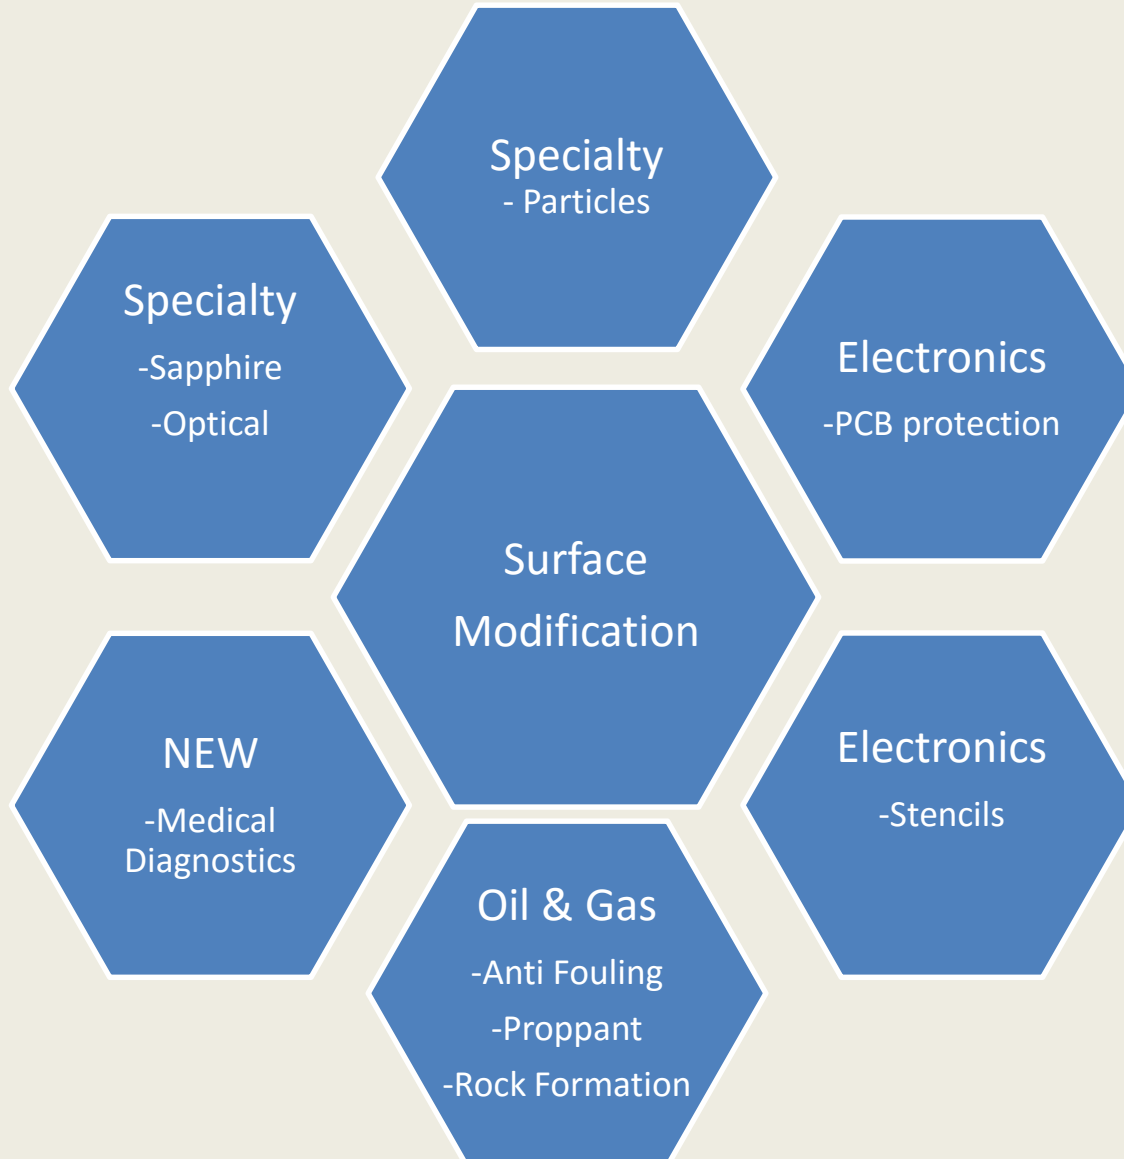 Specialty
- Particles
Specialty
-Sapphire
-Optical
Electronics
-PCB protection
Surface
Modification
NEW
-Medical
Diagnostics
Electronics
-Stencils
Oil & Gas
-Anti Fouling
-Proppant
-Rock Formation